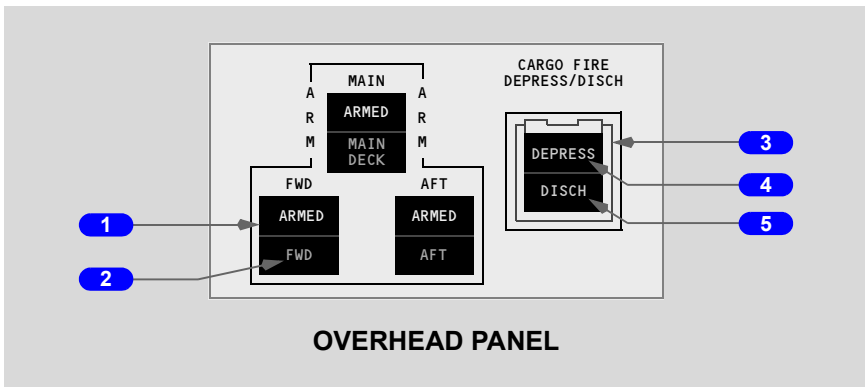 CARGO FIRE
DEPRESS/DISCH
MAIN
A
R
M
A
R
M
ARMED
MAIN
DECK
FWD
AFT
ARMED
FWD
ARMED
AFT
DEPRESS
DISCH
1
2
3
4
5
OVERHEAD PANEL